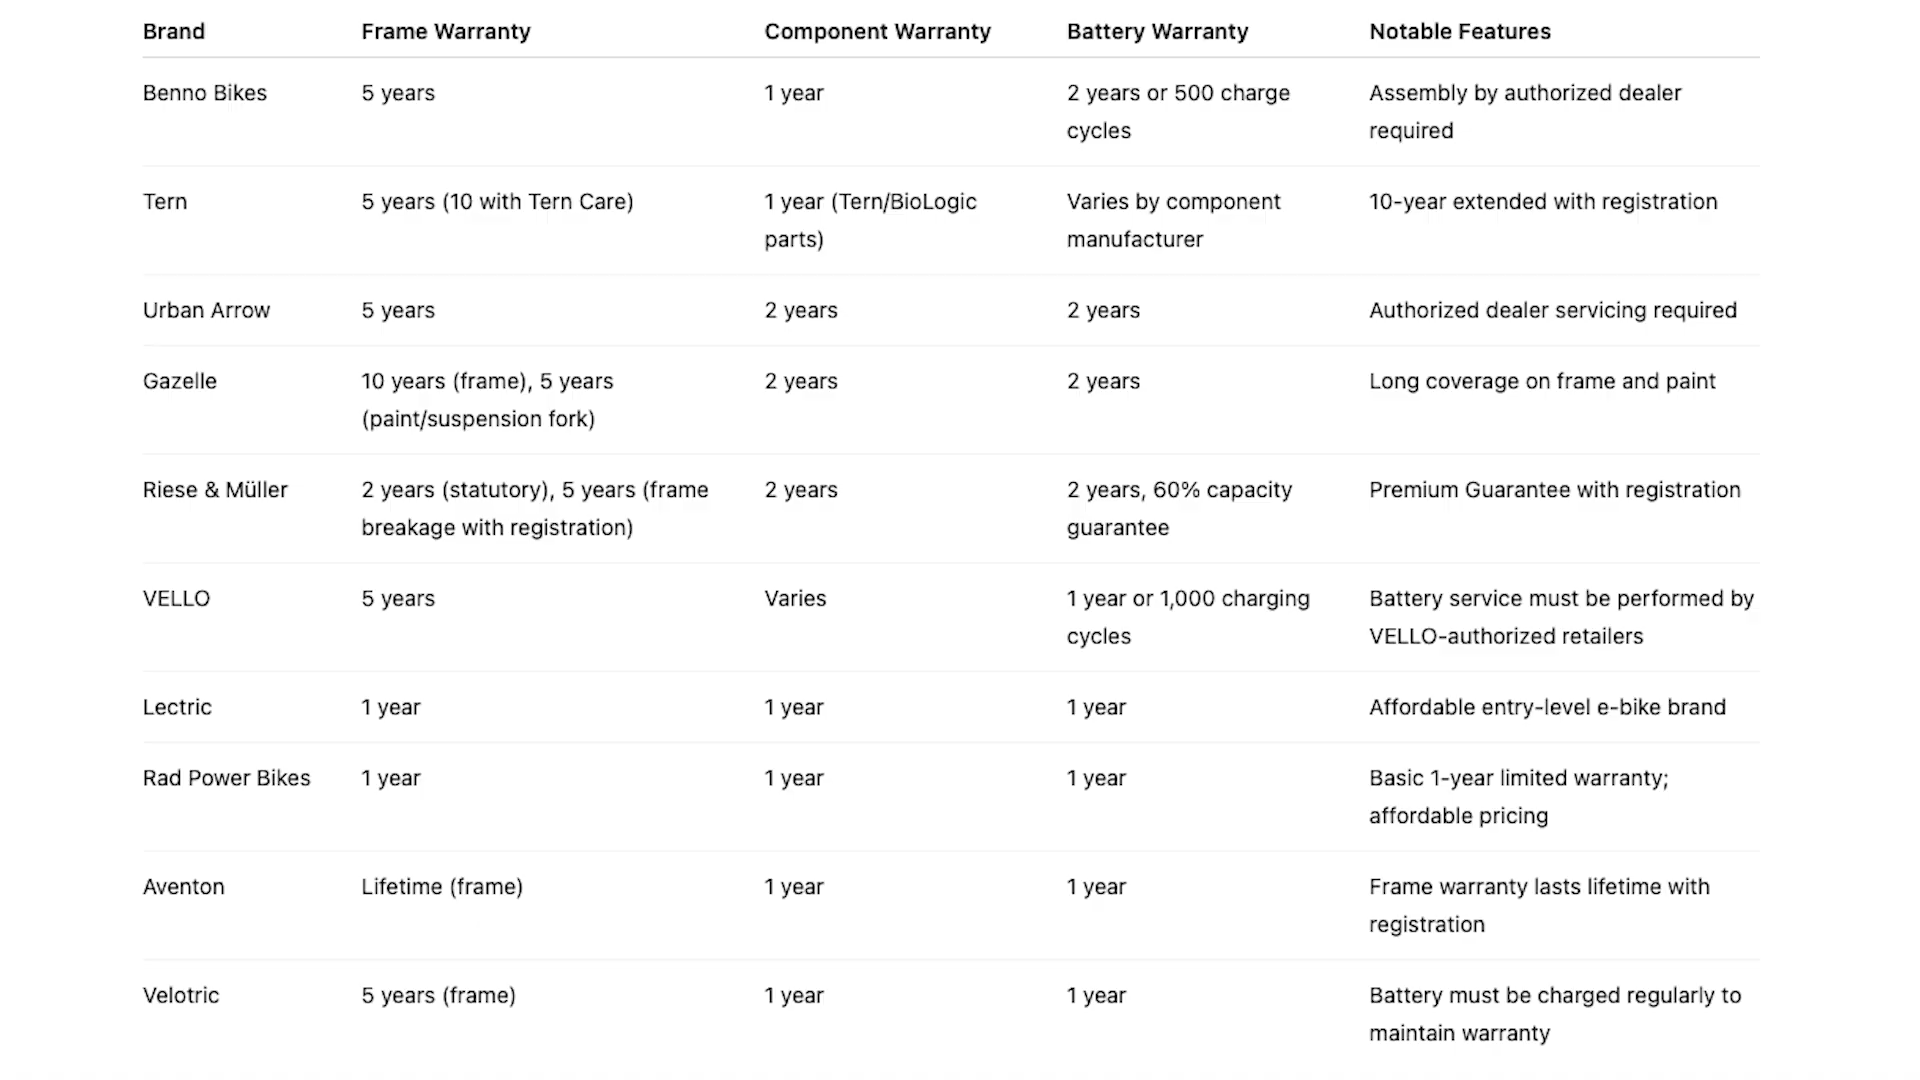 Brand Frame Warranty Component Warranty Battery Warranty Notable Features
Benno Bikes 5 years 1 year 2 years or 500 charge Assembly by authorized dealer
cycles required
Tern 5 years (10 with Tern Care) 1 year (Tern/BioLogic Varies by component 10-year extended with registration
parts) manufacturer
Urban Arrow 5 years 2 years 2 years Authorized dealer servicing required
Gazelle 10 years (frame), 5 years 2 years 2 years Long coverage on frame and paint
(paint/suspension fork)
Riese & Müller 2 years (statutory), 5 years (frame 2 years 2 years, 60% capacity Premium Guarantee with registration
breakage with registration) guarantee
VELLO 5 years Varies 1 year or 1,000 charging Battery service must be performed by
cycles VELLO-authorized retailers
Lectric 1 year 1 year 1 year Affordable entry-level e-bike brand
Rad Power Bikes 1 year 1 year 1 year Basic 1-year limited warranty;
affordable pricing
Aventon Lifetime (frame) 1 year 1 year Frame warranty lasts lifetime with
registration
Velotric 5 years (frame) 1 year 1 year Battery must be charged regularly to
maintain warranty